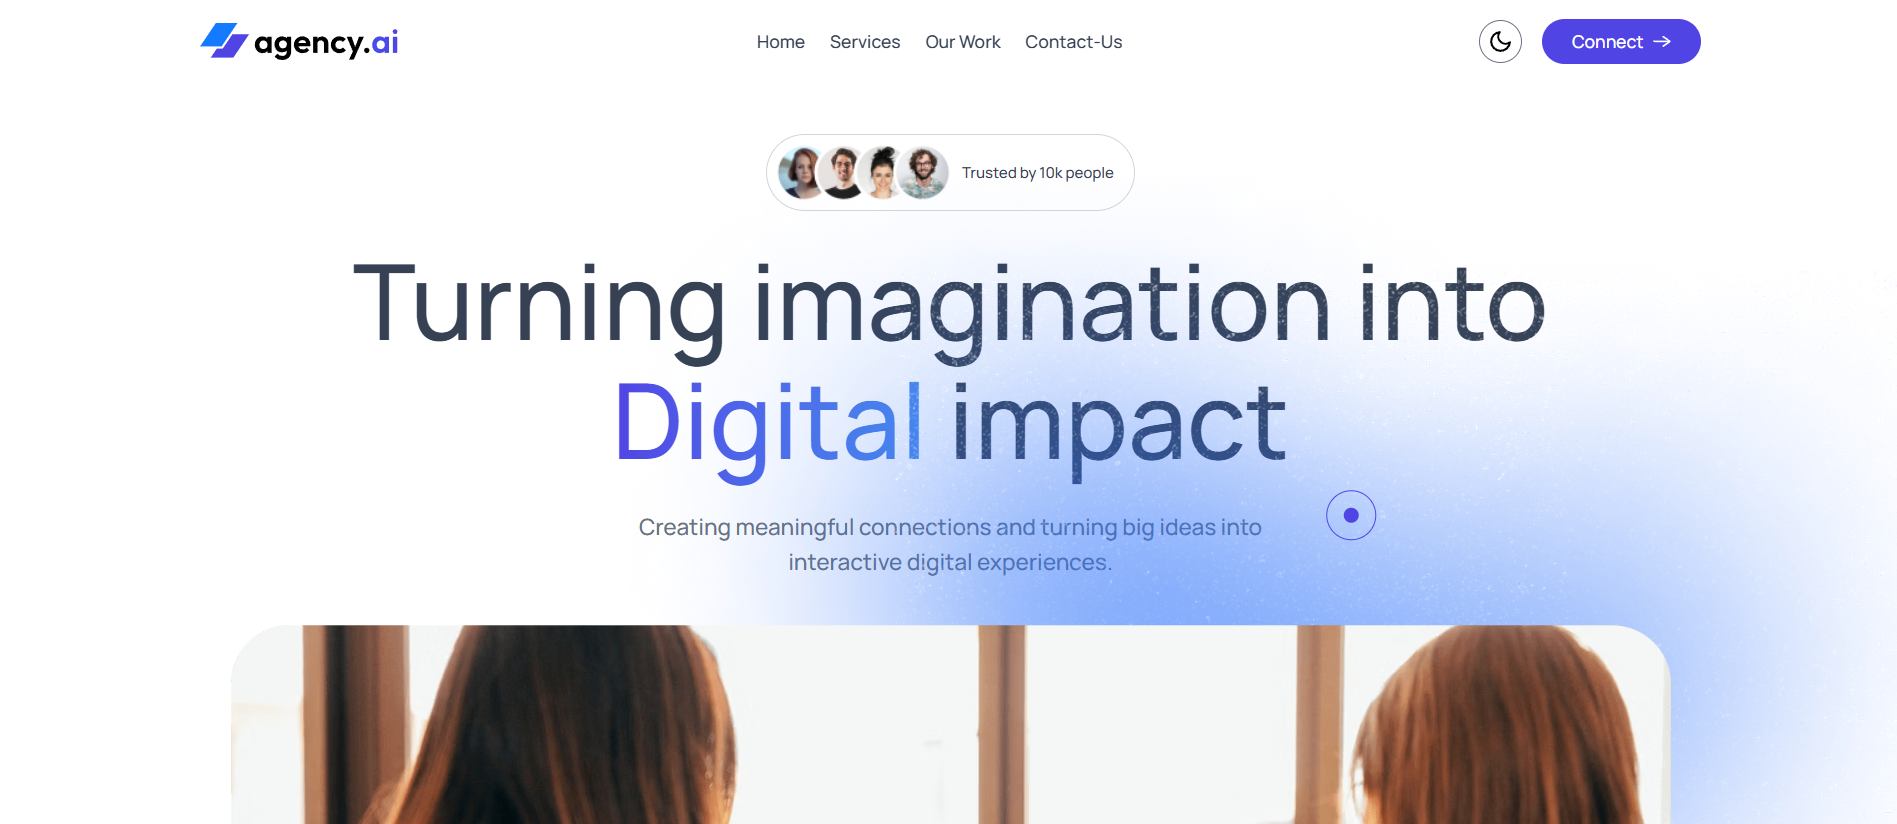 agency.ai
Home
Services
Our Work
Contact-Us
Connect
Trusted by 10k people
Turning imagination into
Digital impact
Creating meaningful connections and turning big ideas into
interactive digital experiences.